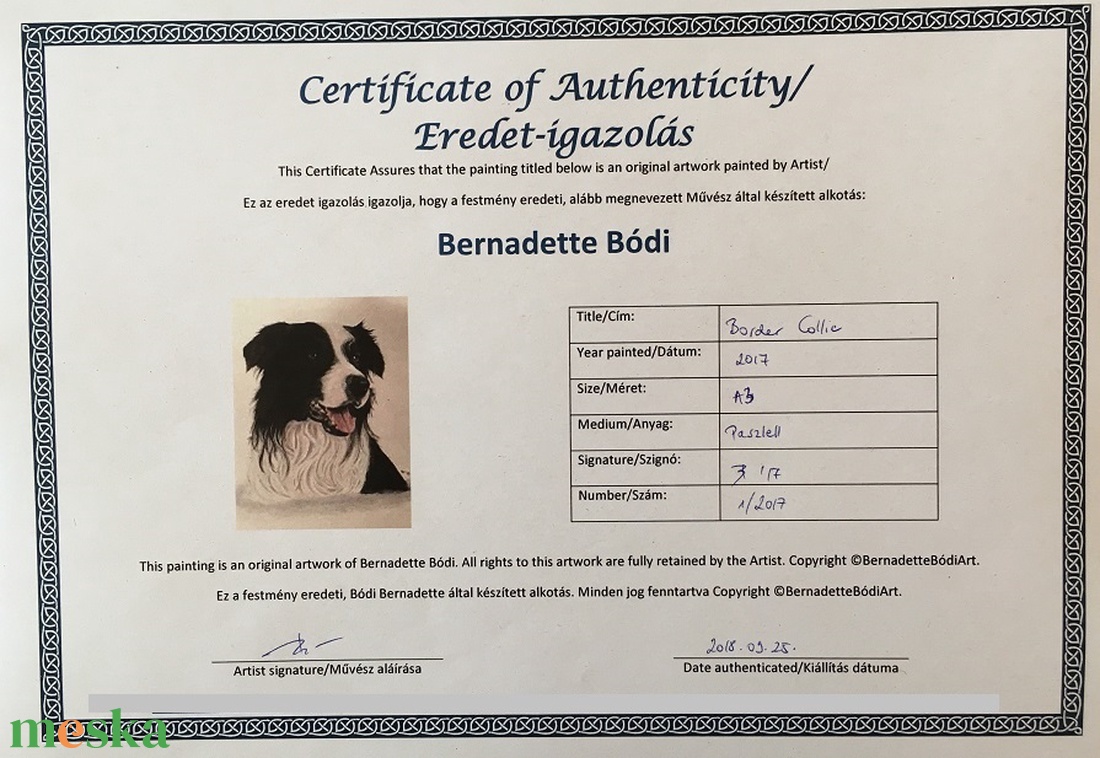 Certificate of Authenticity/
Eredet-igazolás
This Certificate Assures that the painting titled below is an original artwork painted by Artist/
Ez az eredet igazolás igazolja, hogy a festmény eredeti, alább megnevezett Művész által készített alkotás:
Bernadette Bódi
Title/Cím: Border Collie
Year painted/Dátum: 2017
Size/Méret: A3
Medium/Anyag: Pasztell
Signature/Szignó: '17
Number/Szám: 1/2017
This painting is an original artwork of Bernadette Bódi. All rights to this artwork are fully retained by the Artist. Copyright ©BernadetteBódiArt.
Ez a festmény eredeti, Bódi Bernadette által készített alkotás. Minden jog fenntartva Copyright ©BernadetteBódiArt.
2018.09.25.
Artist signature/Művész aláírása
Date authenticated/Kiállítás dátuma
meska